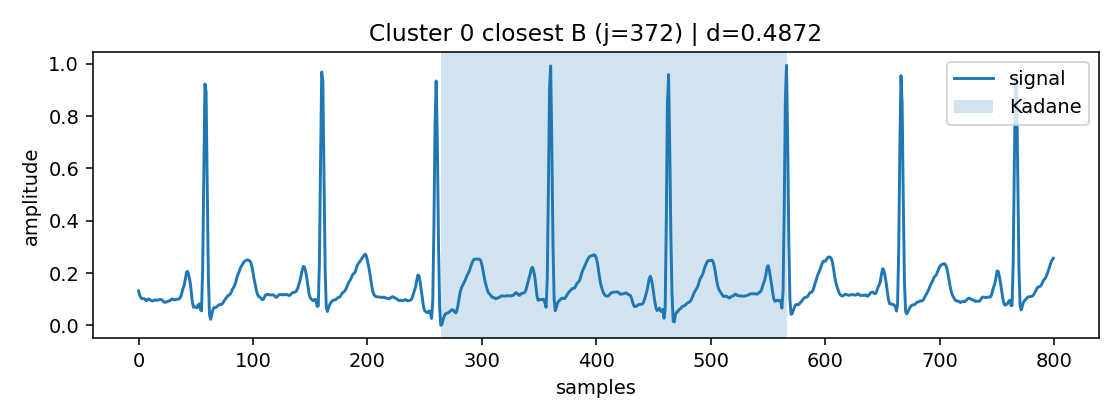 Cluster 0 closest B (j=372) | d=0.4872
signal
Kadane
amplitude
1.0
0.8
0.6
0.4
0.2
0.0
0 100 200 300 400 500 600 700 800
samples